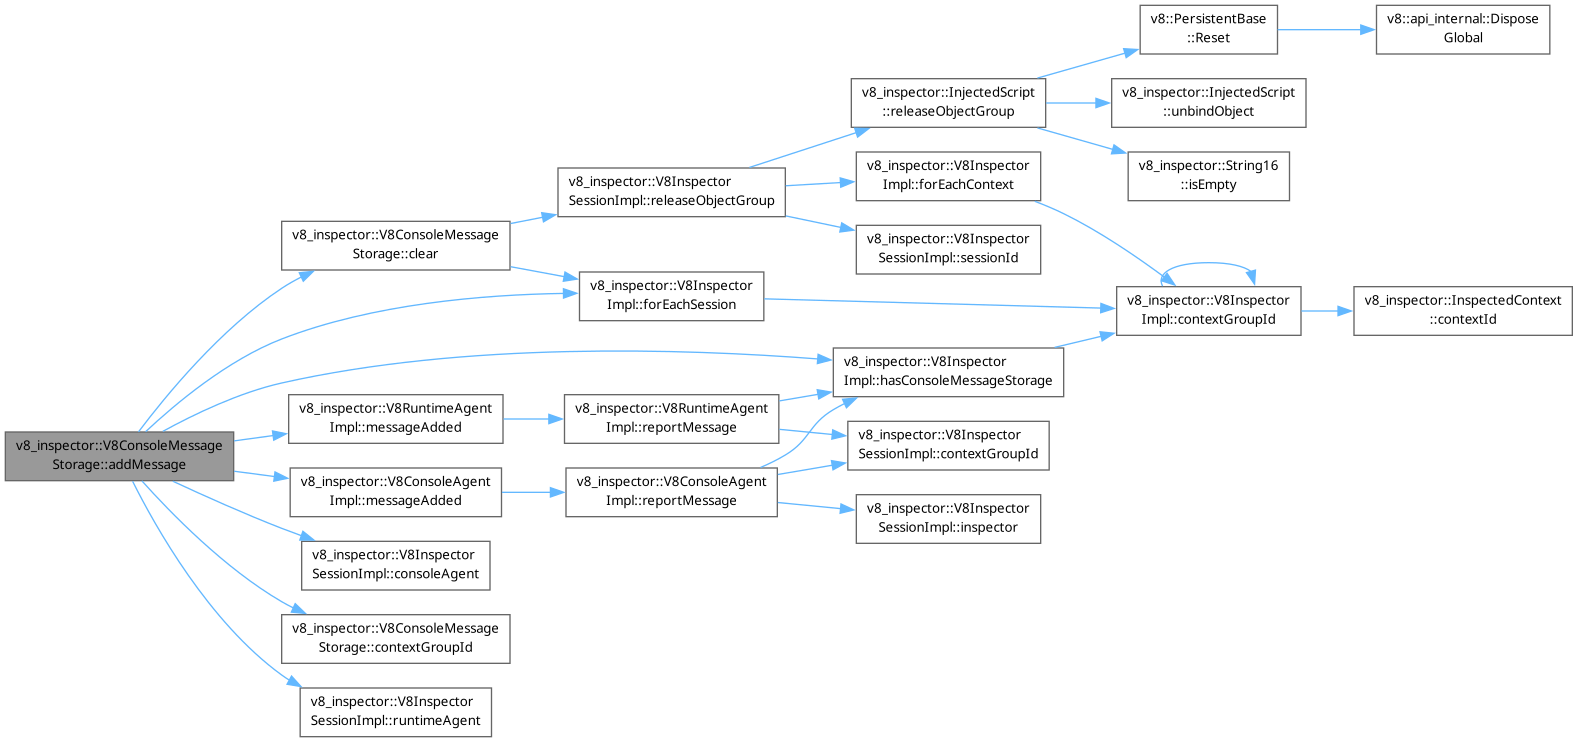 v8::PersistentBase
::Reset
v8::api_internal::Dispose
Global
v8_inspector::InjectedScript
::releaseObjectGroup
v8_inspector::InjectedScript
::unbindObject
v8_inspector::String16
::isEmpty
v8_inspector::V8Inspector
SessionImpl::releaseObjectGroup
v8_inspector::V8Inspector
Impl::forEachContext
v8_inspector::V8ConsoleMessage
Storage::clear
v8_inspector::V8Inspector
SessionImpl::sessionId
v8_inspector::V8Inspector
Impl::forEachSession
v8_inspector::V8Inspector
Impl::contextGroupId
v8_inspector::InspectedContext
::contextId
v8_inspector::V8Inspector
Impl::hasConsoleMessageStorage
v8_inspector::V8RuntimeAgent
Impl::messageAdded
v8_inspector::V8RuntimeAgent
Impl::reportMessage
v8_inspector::V8Inspector
SessionImpl::contextGroupId
v8_inspector::V8ConsoleMessage
Storage::addMessage
v8_inspector::V8ConsoleAgent
Impl::messageAdded
v8_inspector::V8ConsoleAgent
Impl::reportMessage
v8_inspector::V8Inspector
SessionImpl::inspector
v8_inspector::V8Inspector
SessionImpl::consoleAgent
v8_inspector::V8ConsoleMessage
Storage::contextGroupId
v8_inspector::V8Inspector
SessionImpl::runtimeAgent